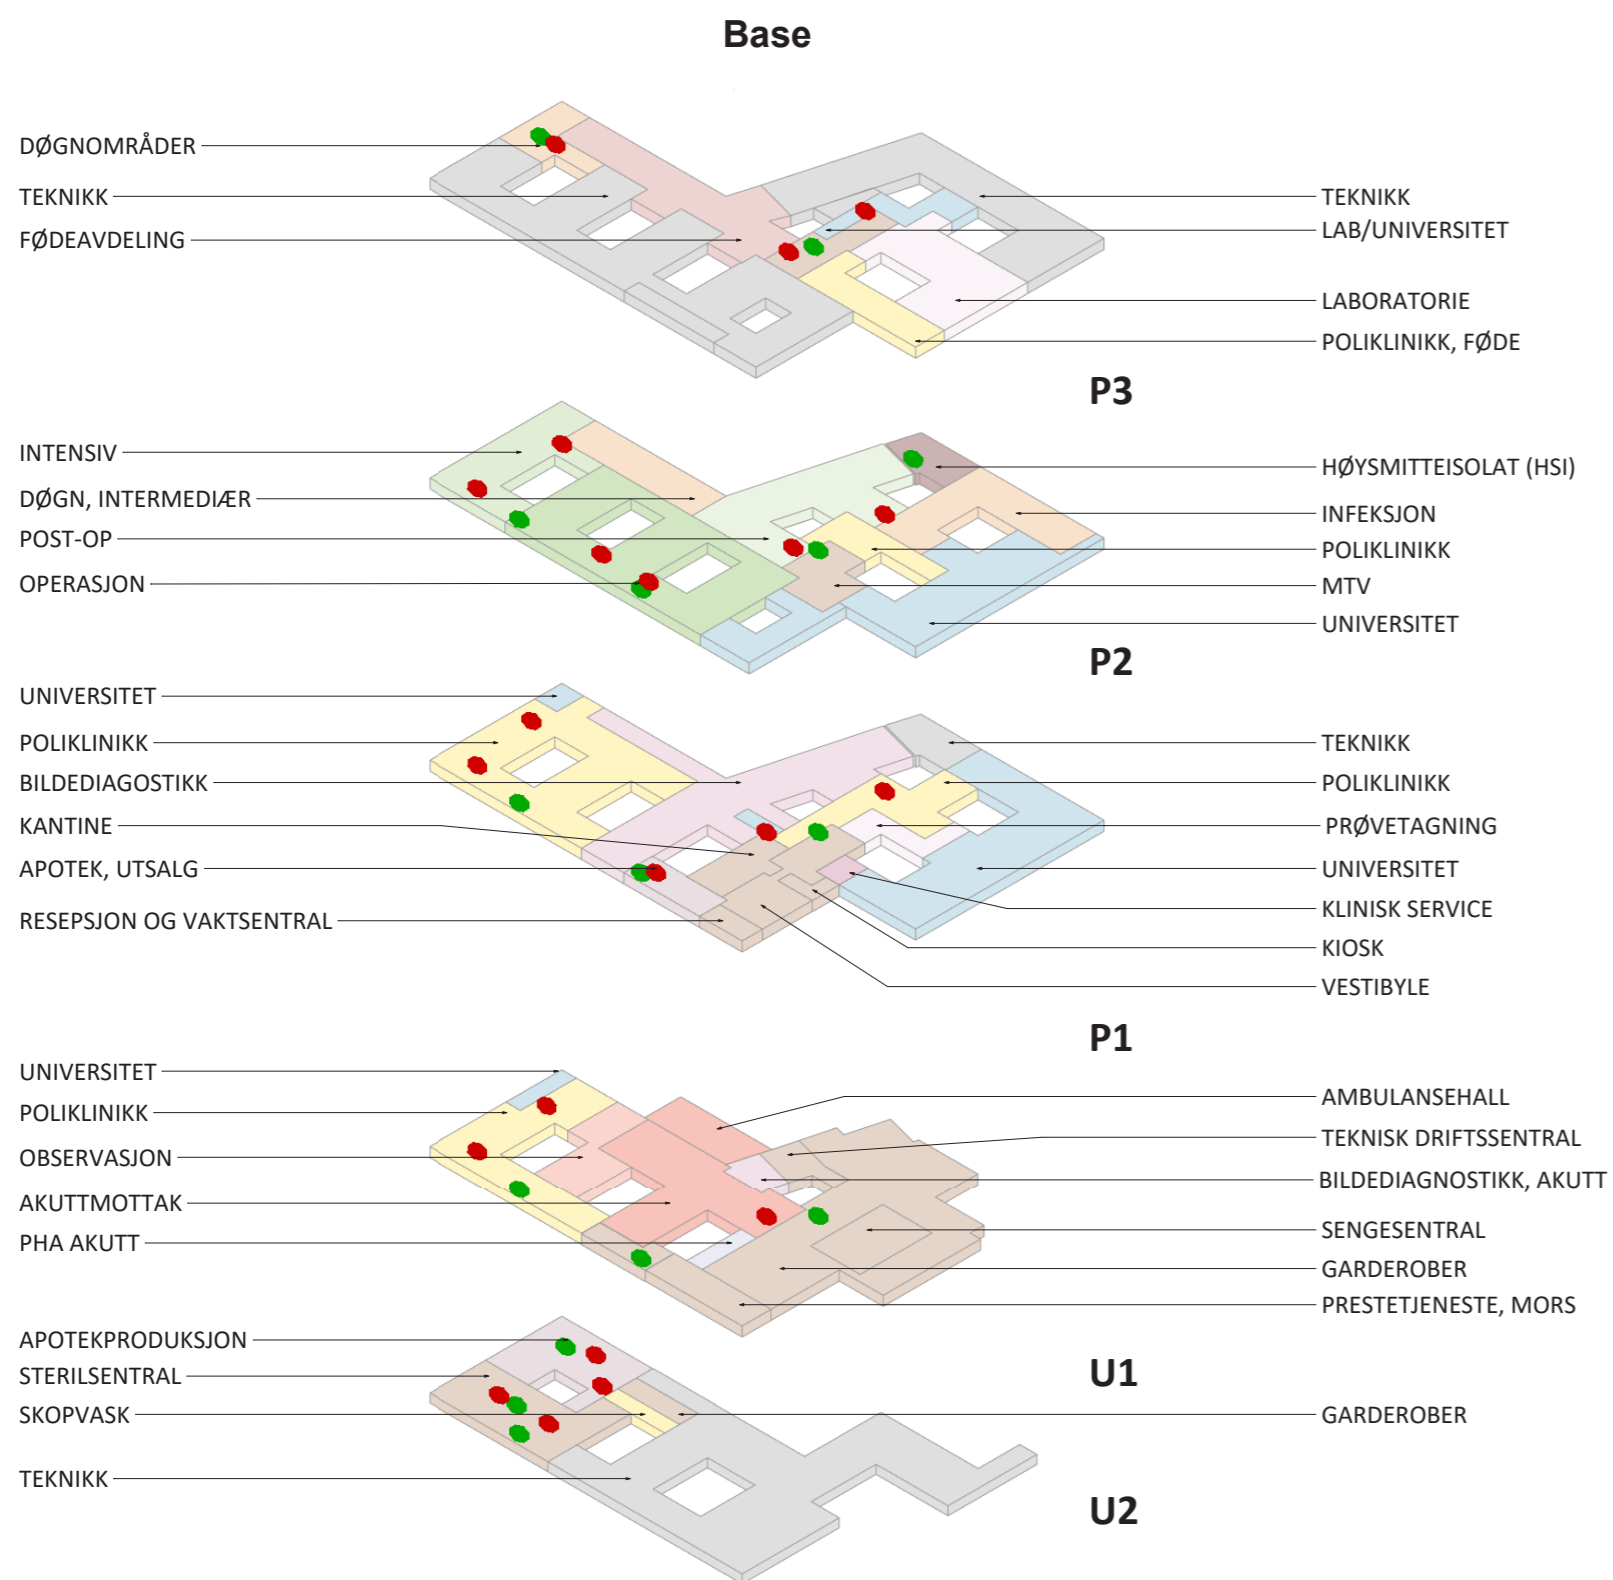 Base
DØGNOMRÅDER
TEKNIKK
FØDEAVDELING
TEKNIKK
LAB/UNIVERSITET
LABORATORIE
POLIKLINIKK, FØDE
P3
INTENSIV
DØGN, INTERMEDIÆR
POST-OP
OPERASJON
HØYSMITTEISOLAT (HSI)
INFEKSJON
POLIKLINIKK
MTV
UNIVERSITET
P2
UNIVERSITET
POLIKLINIKK
BILDEDIAGOSTIKK
KANTINE
APOTEK, UTSALG
RESEPSJON OG VAKTSENTRAL
TEKNIKK
POLIKLINIKK
PRØVETAGNING
UNIVERSITET
KLINISK SERVICE
KIOSK
VESTIBYLE
P1
UNIVERSITET
POLIKLINIKK
OBSERVASJON
AKUTTMOTTAK
PHA AKUTT
AMBULANSEHALL
TEKNISK DRIFTSSENTRAL
BILDEDIAGNOSTIKK, AKUTT
SENGESENTRAL
GARDEROBER
PRESTETJENESTE, MORS
U1
APOTEKPRODUKSJON
STERILSENTRAL
SKOPVASK
TEKNIKK
GARDEROBER
U2